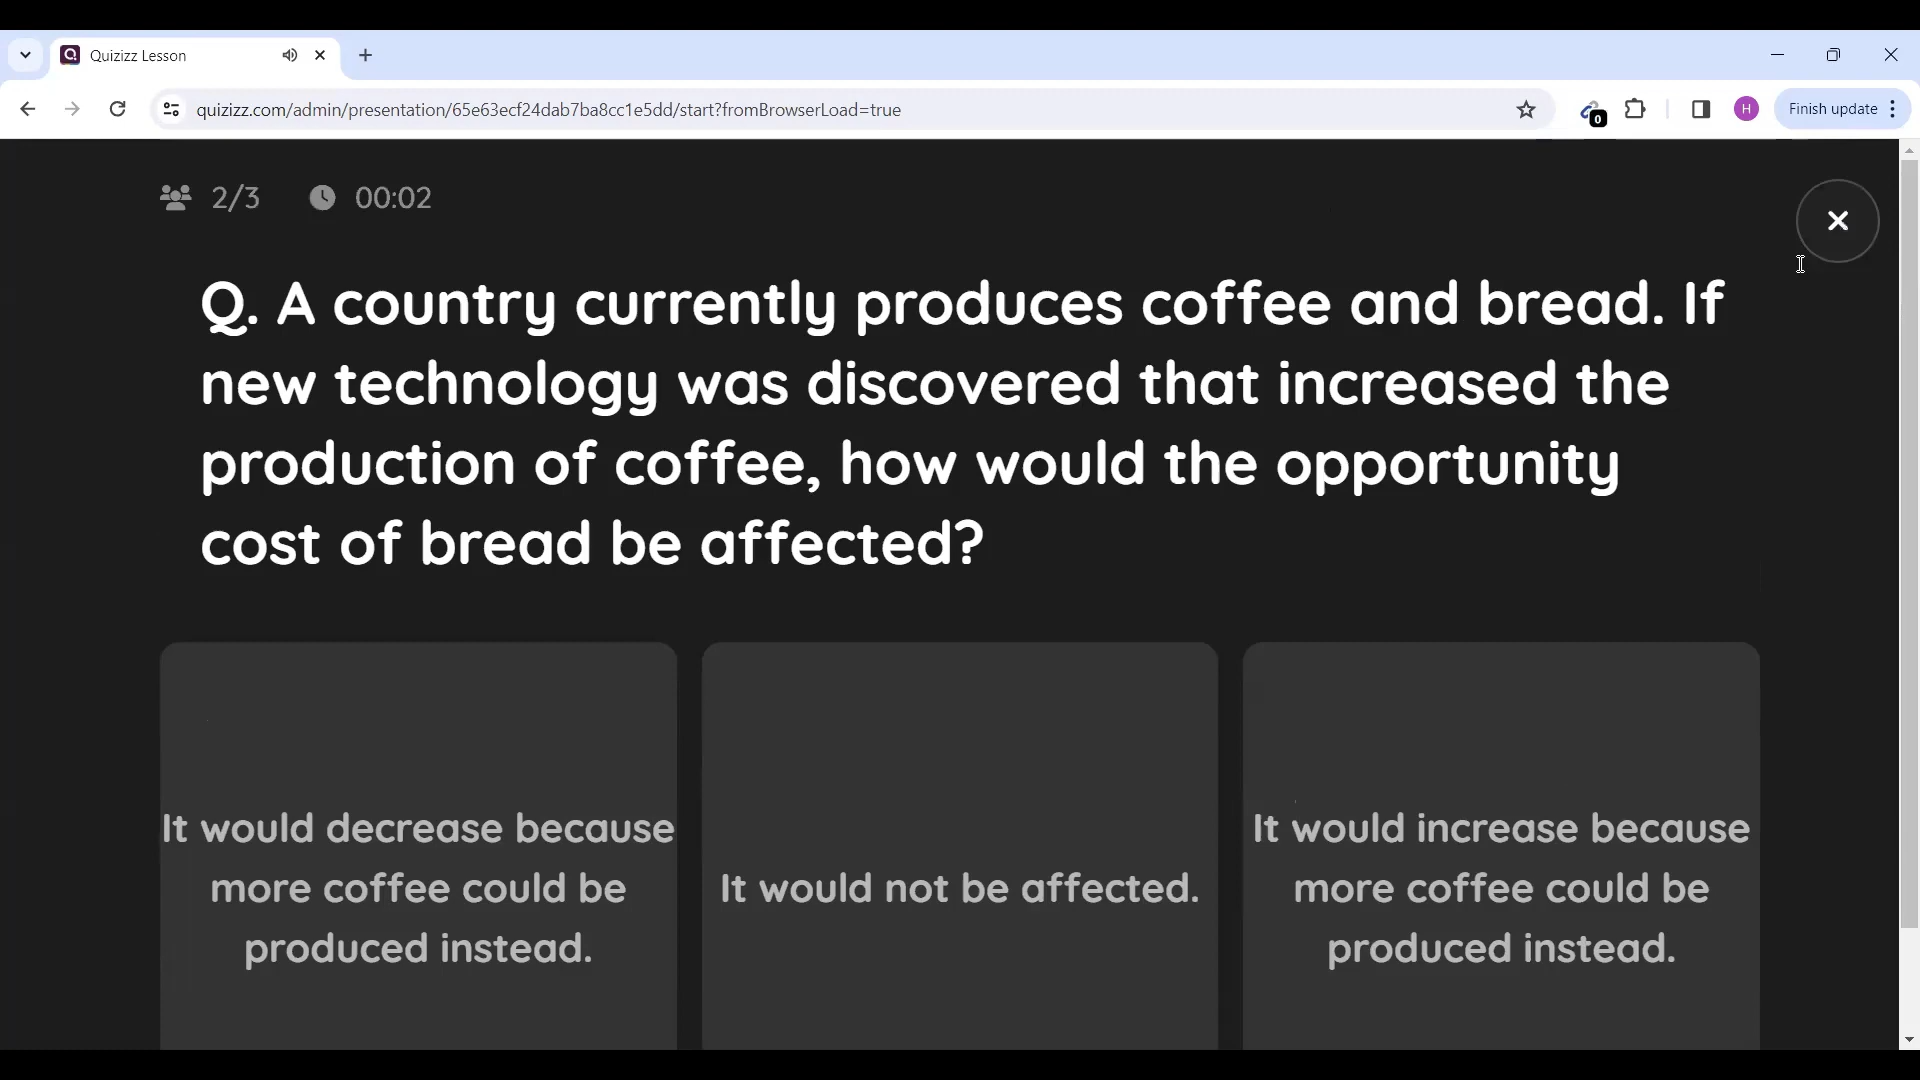 Quizizz Lesson
quizizz.com/admin/presentation/65e63ecf24dab7ba8cc1e5dd/start?fromBrowserLoad=true
0
H
Finish update
2/3
00:02
Q. A country currently produces coffee and bread. If
new technology was discovered that increased the
production of coffee, how would the opportunity
cost of bread be affected?
It would decrease because
more coffee could be
produced instead.
It would not be affected.
It would increase because
more coffee could be
produced instead.